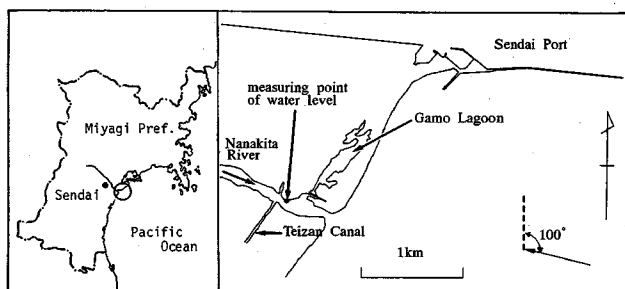 Miyagi Pref.
Sendai
Pacific
Ocean
Sendai Port
measuring point
of water level
Gamo Lagoon
Nanakita
River
Teizan Canal
1km
100°